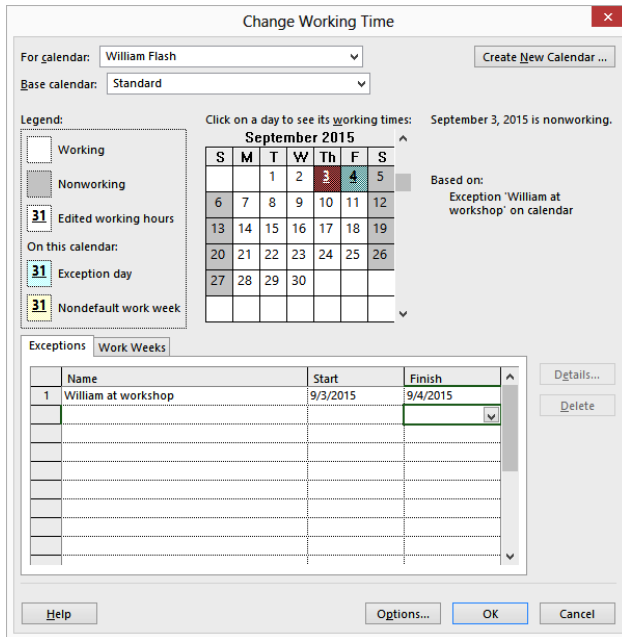 Change Working Time
×
For calendar: William Flash
Create New Calendar ...
Base calendar: Standard
Legend:
Working
Nonworking
31 Edited working hours
On this calendar:
31 Exception day
31 Nondefault work week
Click on a day to see its working times:
September 2015
S M T W Th F S
1 2 3 4 5
6 7 8 9 10 11 12
13 14 15 16 17 18 19
20 21 22 23 24 25 26
27 28 29 30
September 3, 2015 is nonworking.
Based on:
Exception 'William at
workshop' on calendar
Exceptions Work Weeks
Name Start Finish
1 William at workshop 9/3/2015 9/4/2015
Details...
Delete
Help Options... OK Cancel